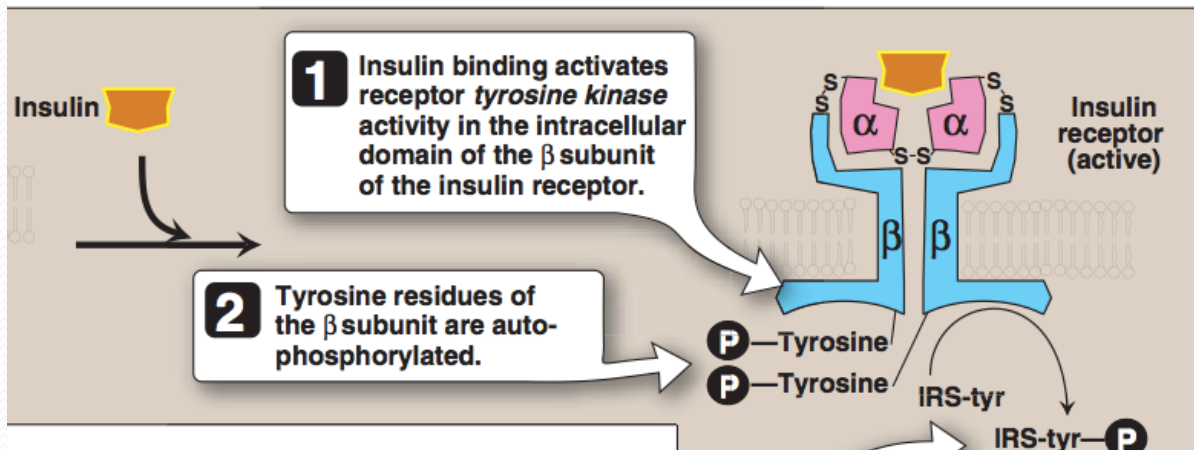 Insulin
1
Insulin binding activates
receptor tyrosine kinase
activity in the intracellular
domain of the β subunit
of the insulin receptor.
2
Tyrosine residues of
the β subunit are auto-
phosphorylated.
S
S
α
α
S
S
S-S
β
β
Insulin
receptor
(active)
P—Tyrosine
P—Tyrosine
IRS-tyr
IRS-tyr—P